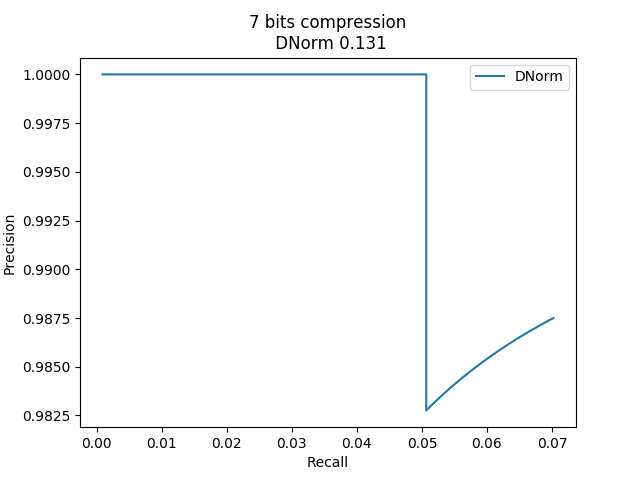 7 bits compression
DNorm 0.131
DNorm
1.0000
0.9975
0.9950
0.9925
0.9900
0.9875
0.9850
0.9825
Precision
0.00 0.01 0.02 0.03 0.04 0.05 0.06 0.07
Recall